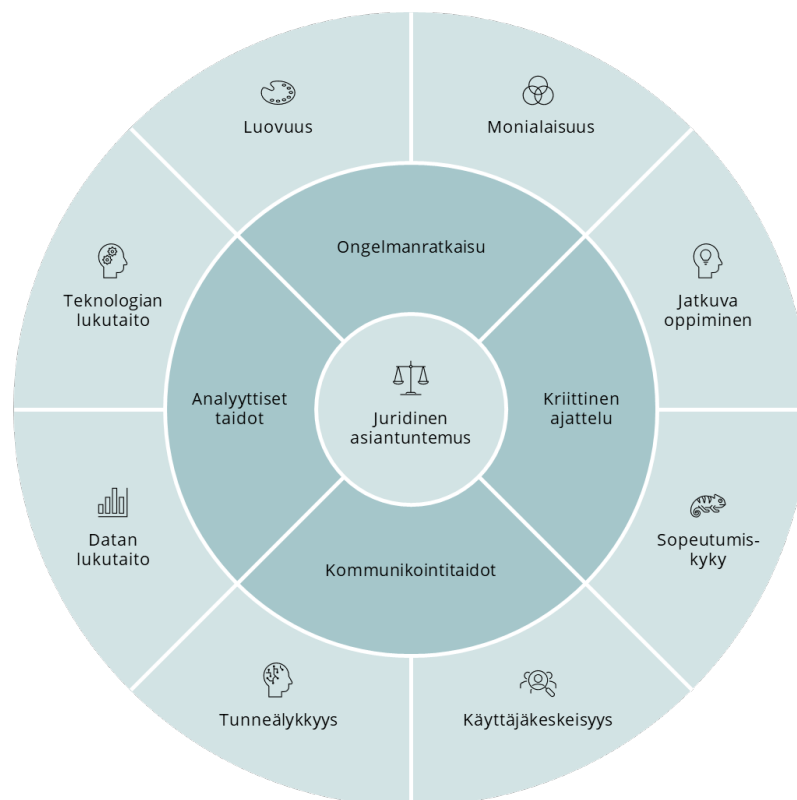 Luovuus
Monialaisuus
Ongelmanratkaisu
Teknologian
lukutaito
Jatkuva
oppiminen
Analyyttiset
taidot
Juridinen
asiantuntemus
Kriittinen
ajattelu
Datan
lukutaito
Sopeutumis-
kyky
Kommunikointitaidot
Tunneälykkyys
Käyttäjäkeskeisyys